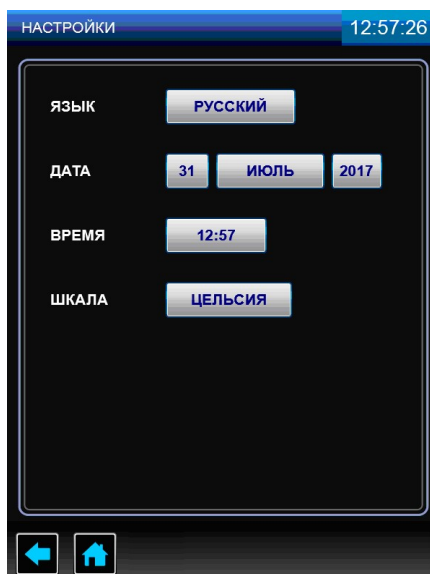 НАСТРОЙКИ 12:57:26
ЯЗЫК РУССКИЙ
ДАТА 31 ИЮЛЬ 2017
ВРЕМЯ 12:57
ШКАЛА ЦЕЛЬСИЯ